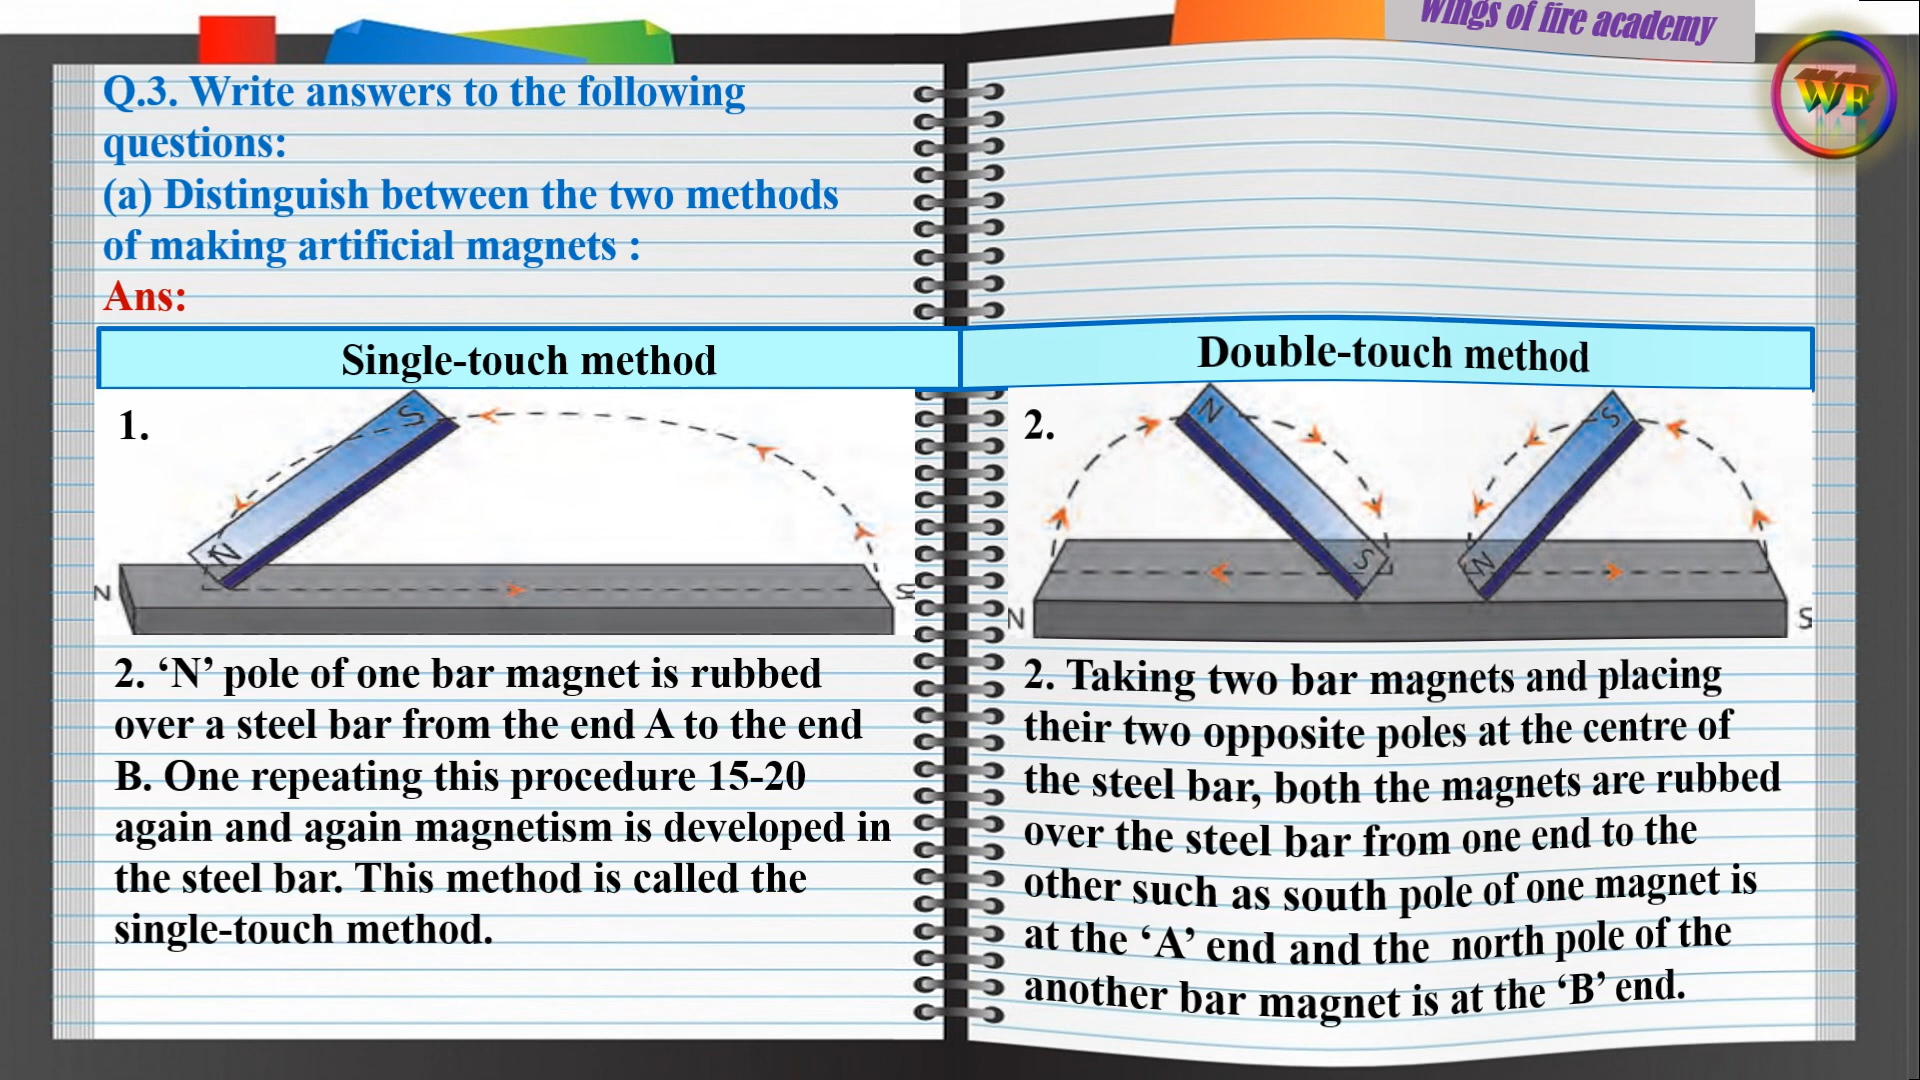 Wings of fire academy
WF
Q.3. Write answers to the following
questions:
(a) Distinguish between the two methods
of making artificial magnets :
Ans:
Single-touch method
1.
S
N
N
S
2. ‘N’ pole of one bar magnet is rubbed
over a steel bar from the end A to the end
B. One repeating this procedure 15-20
again and again magnetism is developed in
the steel bar. This method is called the
single-touch method.
Double-touch method
2.
N
S
S
N
N
S
2. Taking two bar magnets and placing
their two opposite poles at the centre of
the steel bar, both the magnets are rubbed
over the steel bar from one end to the
other such as south pole of one magnet is
at the ‘A’ end and the north pole of the
another bar magnet is at the ‘B’ end.